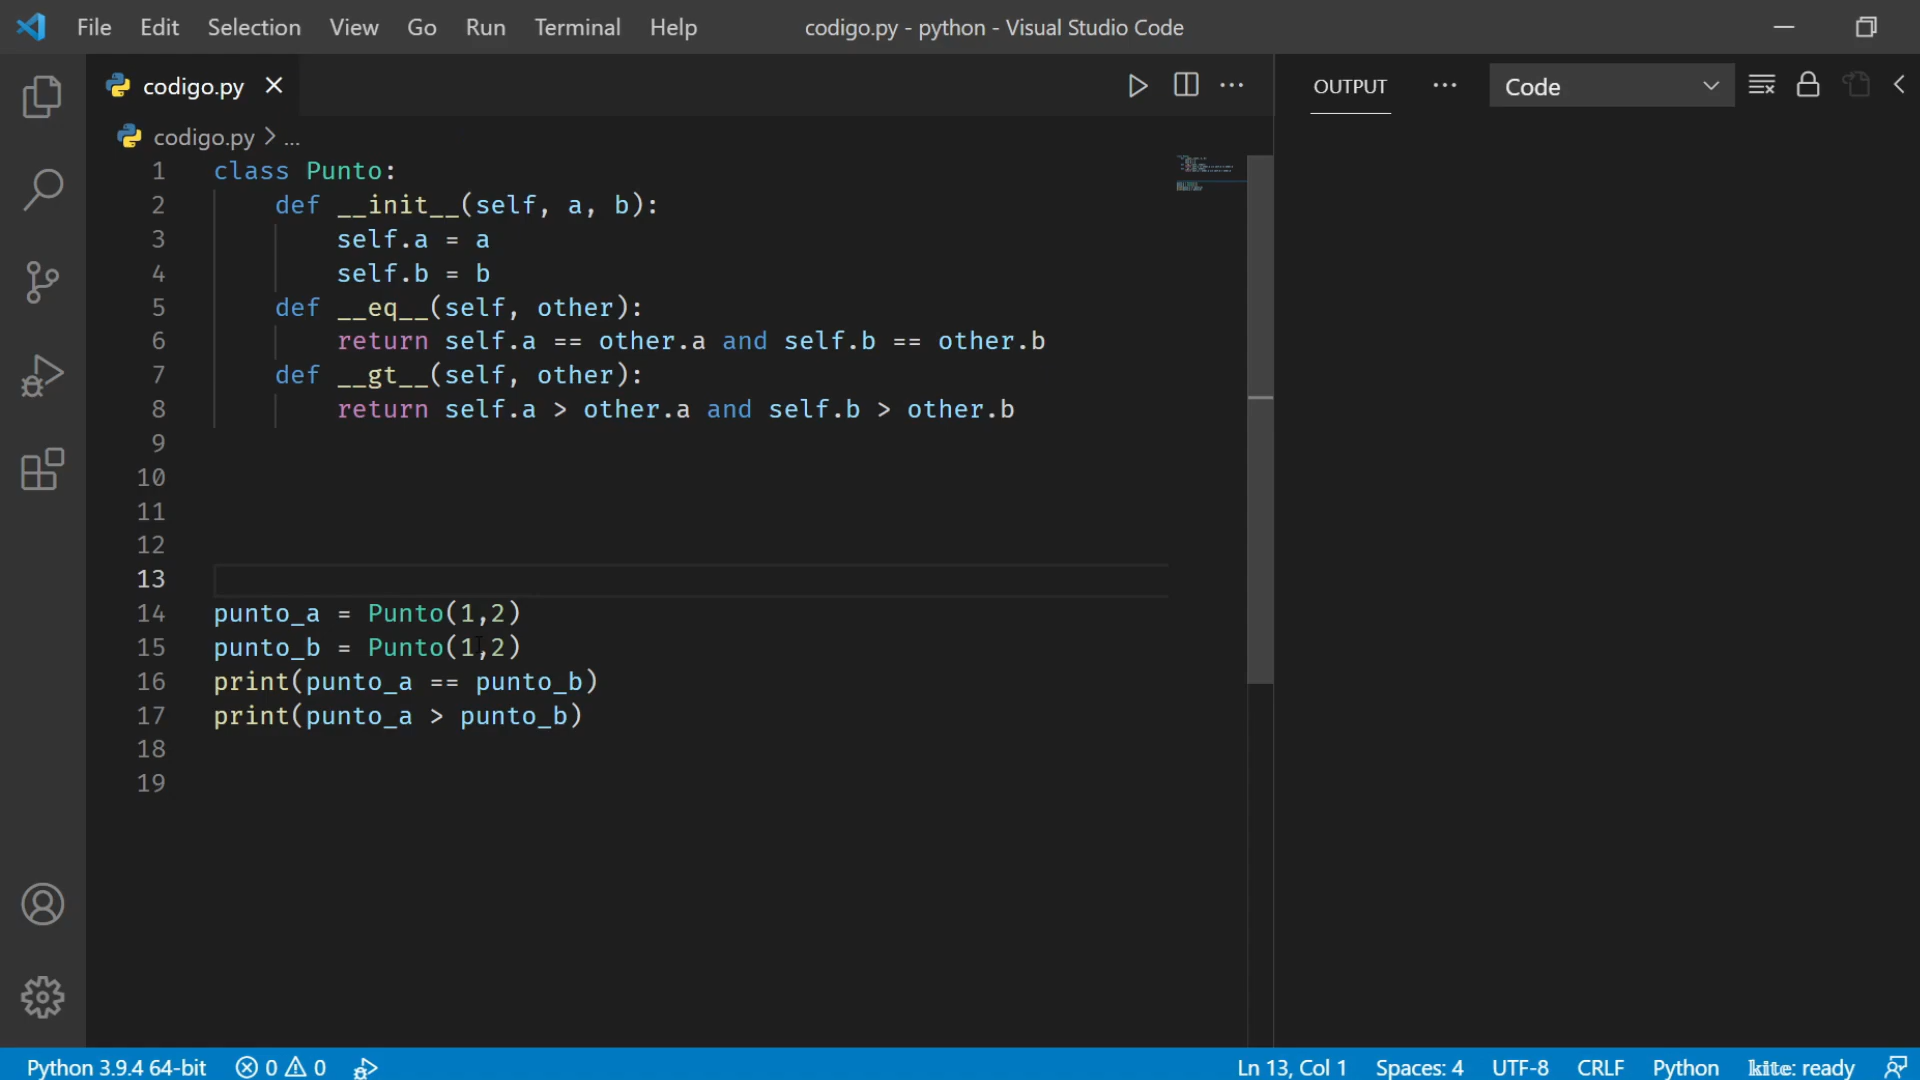 File Edit Selection View Go Run Terminal Help codigo.py - python - Visual Studio Code
codigo.py
OUTPUT ··· Code
codigo.py > ...
1 class Punto:
2 def __init__(self, a, b):
3 self.a = a
4 self.b = b
5 def __eq__(self, other):
6 return self.a == other.a and self.b == other.b
7 def __gt__(self, other):
8 return self.a > other.a and self.b > other.b
9
10
11
12
13
14 punto_a = Punto(1,2)
15 punto_b = Punto(1,2)
16 print(punto_a == punto_b)
17 print(punto_a > punto_b)
18
19
Python 3.9.4 64-bit 0 0 Ln 13, Col 1 Spaces: 4 UTF-8 CRLF Python kite: ready